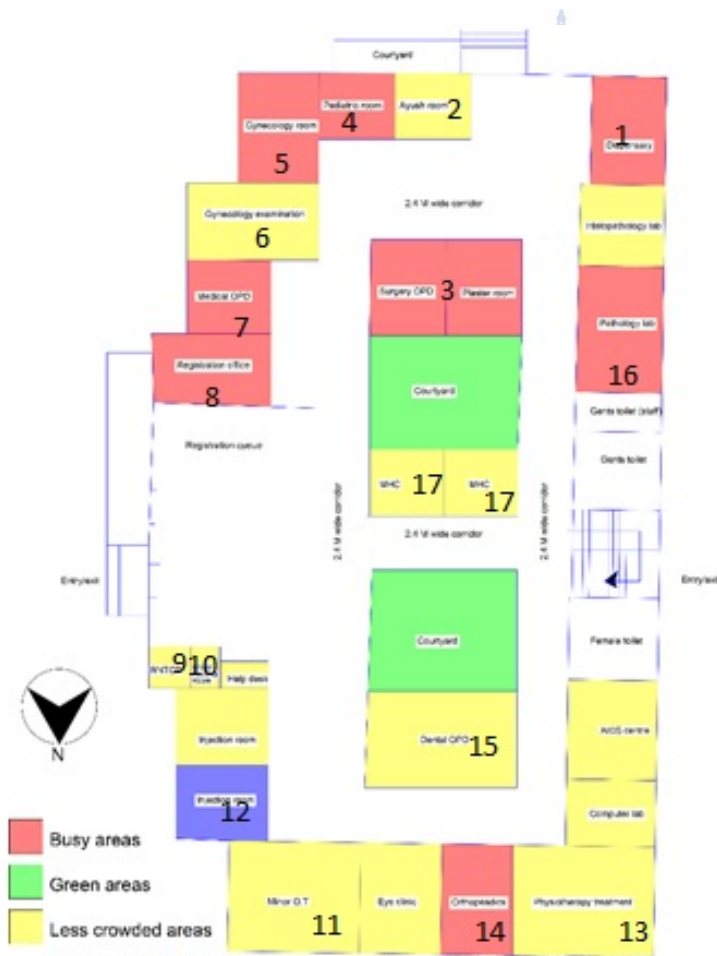 Courtyard
Pediatric room
4
Ayush room
2
Gynecology room
5
1
Dispensary
Gynecology examination
6
2.4 M wide corridor
Histopathology lab
Medical OPD
7
Surgery OPD
3
Plaster room
Pathology lab
16
Registration office
8
Courtyard
Gents toilet (staff)
Registration queue
Gents toilet
MHC
17
MHC
17
2.4 M wide corridor
2.4 M wide corridor
2.4 M wide corridor
Entry/exit
Entry/exit
Courtyard
Female toilet
9
10
Help desk
N
Injection room
Dental OPD
15
Injection room
12
Computer lab
Busy areas
Green areas
Less crowded areas
Minor O.T
11
Eye clinic
Orthopaedics
14
Physiotherapy treatment
13